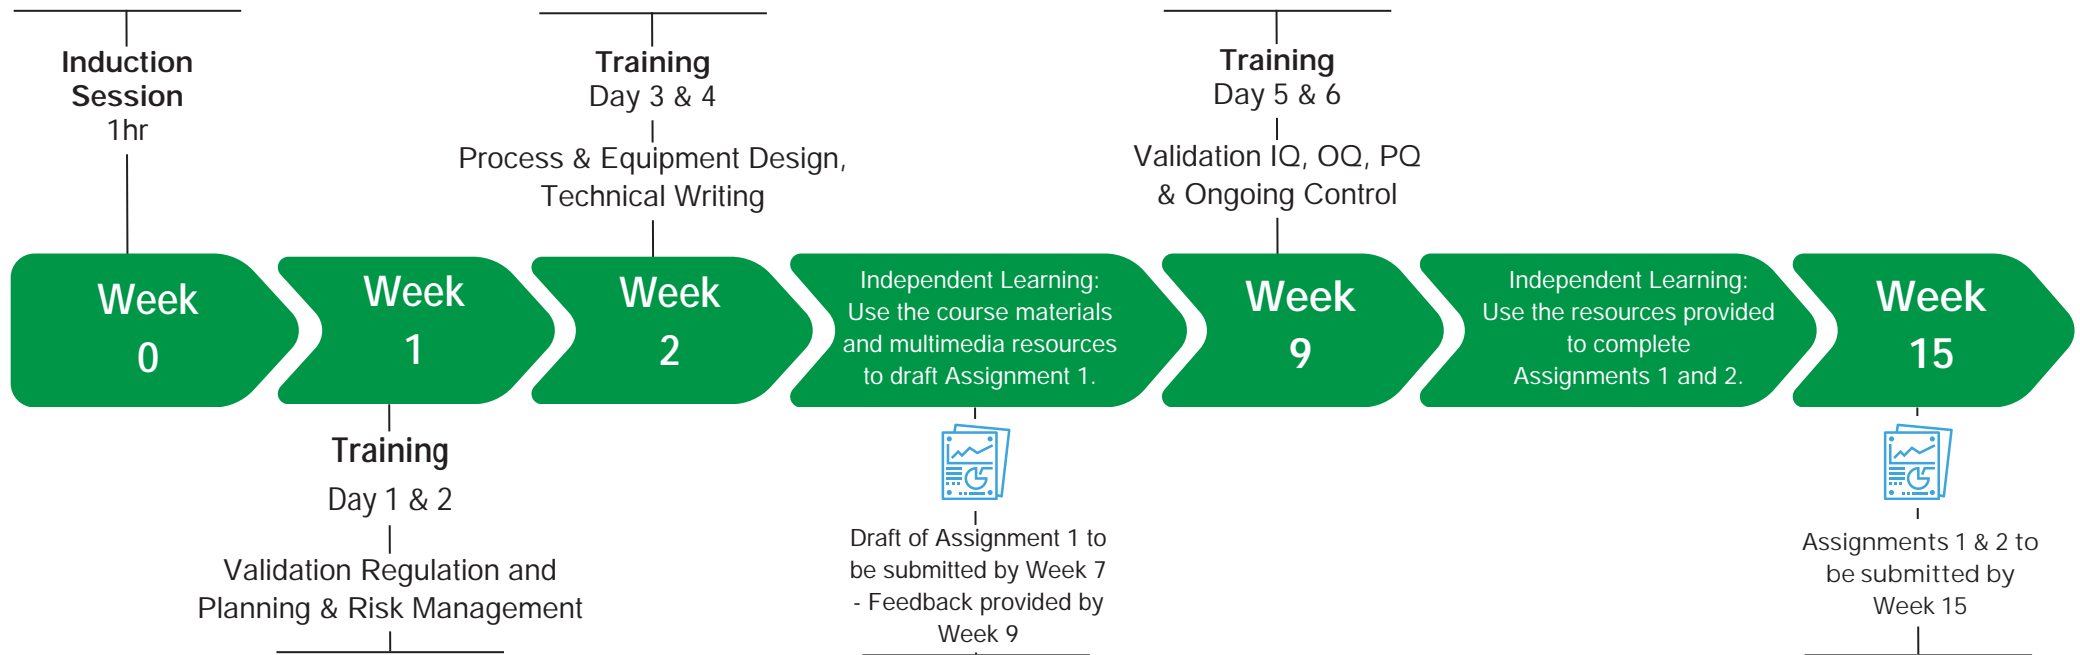 Induction
Session
1hr
Training
Day 3 & 4
Process & Equipment Design,
Technical Writing
Training
Day 5 & 6
Validation IQ, OQ, PQ
& Ongoing Control
Week
0
Week
1
Week
2
Independent Learning:
Use the course materials
and multimedia resources
to draft Assignment 1.
Week
9
Independent Learning:
Use the resources provided
to complete
Assignments 1 and 2.
Week
15
Training
Day 1 & 2
Validation Regulation and
Planning & Risk Management
Draft of Assignment 1 to
be submitted by Week 7
- Feedback provided by
Week 9
Assignments 1 & 2 to
be submitted by
Week 15